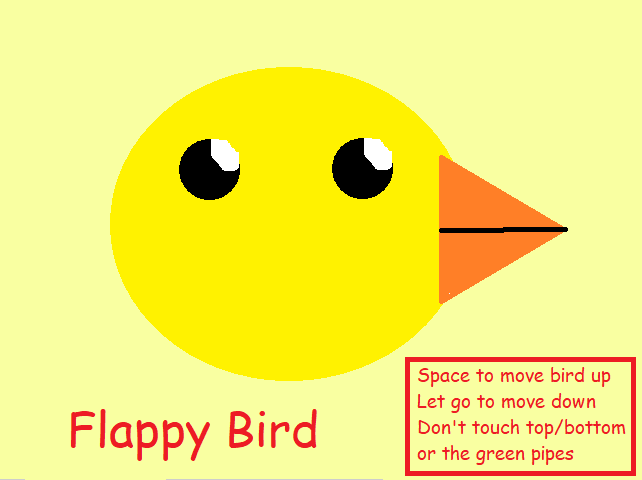 Flappy Bird
Space to move bird up
Let go to move down
Don't touch top/bottom
or the green pipes